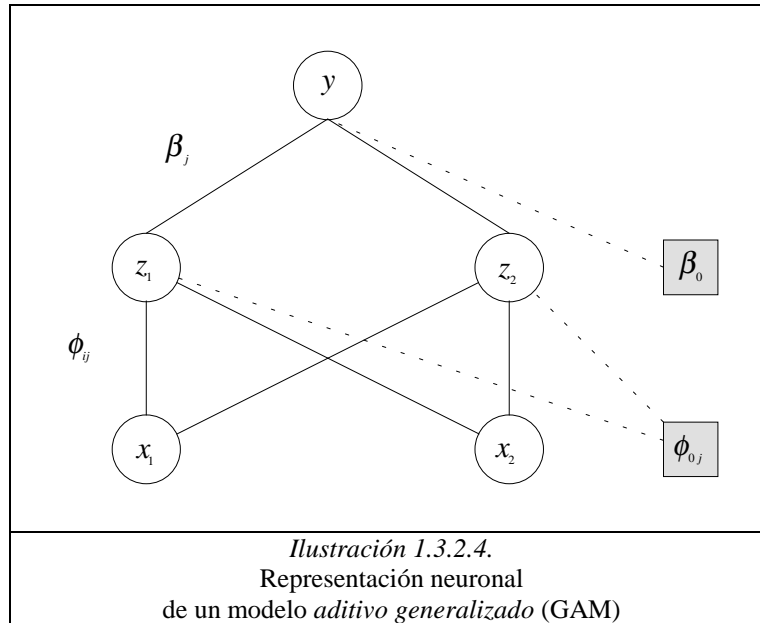 y
β_j
z_1
z_2
β_0
ϕ_ij
x_1
x_2
ϕ_0j
Ilustración 1.3.2.4.
Representación neuronal
de un modelo aditivo generalizado (GAM)